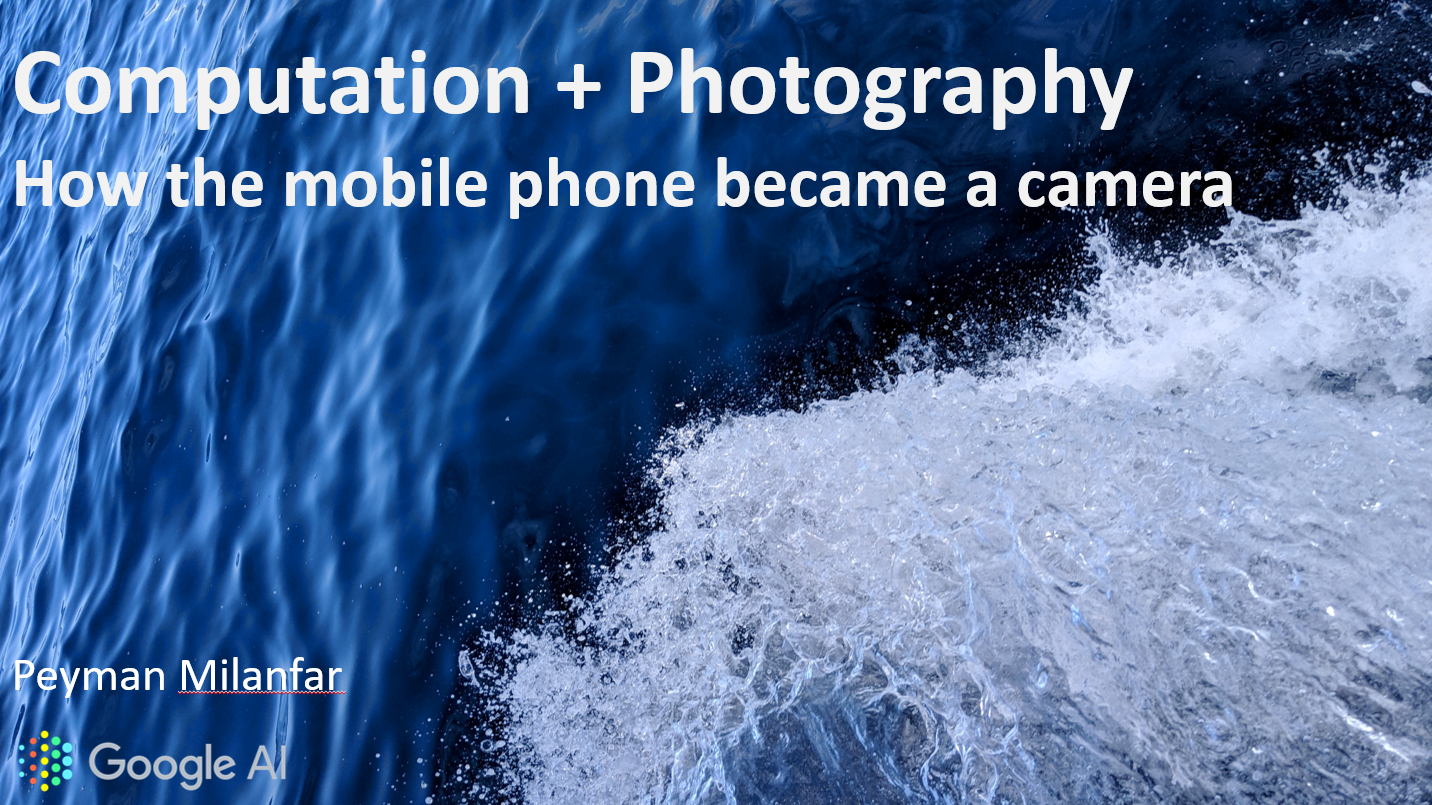 Computation + Photography
How the mobile phone became a camera
Peyman Milanfar
Google AI